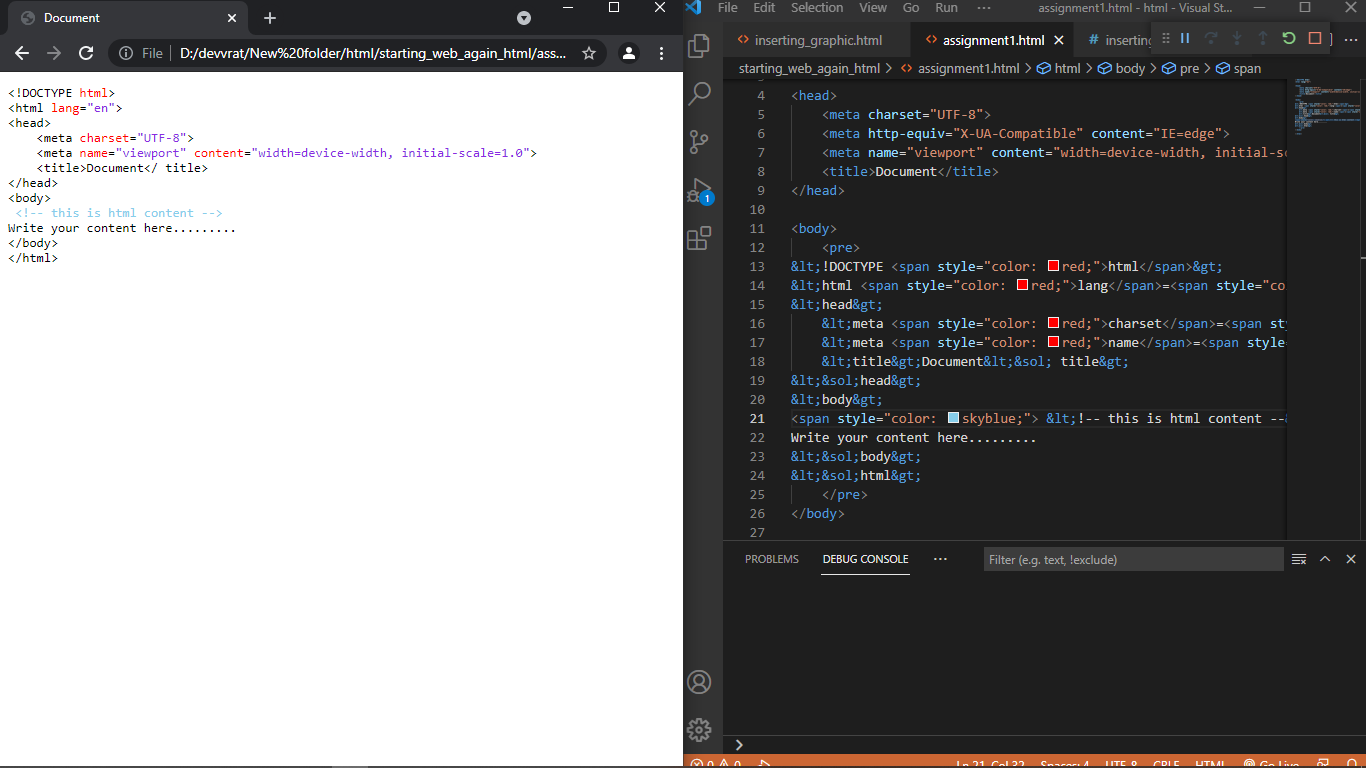 Document
File D:/devvrat/New%20folder/html/starting_web_again_html/ass...
<!DOCTYPE html>
<html lang="en">
<head>
    <meta charset="UTF-8">
    <meta name="viewport" content="width=device-width, initial-scale=1.0">
    <title>Document</ title>
</head>
<body>
 <!-- this is html content -->
Write your content here.........
</body>
</html>
File Edit Selection View Go Run ··· assignment1.html - html - Visual St...
inserting_graphic.html assignment1.html # inserting
starting_web_again_html > assignment1.html > html > body > pre > span
4 <head>
5     <meta charset="UTF-8">
6     <meta http-equiv="X-UA-Compatible" content="IE=edge">
7     <meta name="viewport" content="width=device-width, initial-sc
8     <title>Document</title>
9 </head>
10
11 <body>
12     <pre>
13 &lt;!DOCTYPE <span style="color: red;">html</span>&gt;
14 &lt;html <span style="color: red;">lang</span>=<span style="co
15 &lt;head&gt;
16     &lt;meta <span style="color: red;">charset</span>=<span sty
17     &lt;meta <span style="color: red;">name</span>=<span style=
18     &lt;title&gt;Document&lt;&sol; title&gt;
19 &lt;&sol;head&gt;
20 &lt;body&gt;
21 <span style="color: skyblue;"> &lt;!-- this is html content --&
22 Write your content here.........
23 &lt;&sol;body&gt;
24 &lt;&sol;html&gt;
25     </pre>
26 </body>
27
1
PROBLEMS DEBUG CONSOLE ··· Filter (e.g. text, !exclude)
0 0 Ln 21, Col 32 Spaces: 4 UTF-8 CRLF HTML Go Live